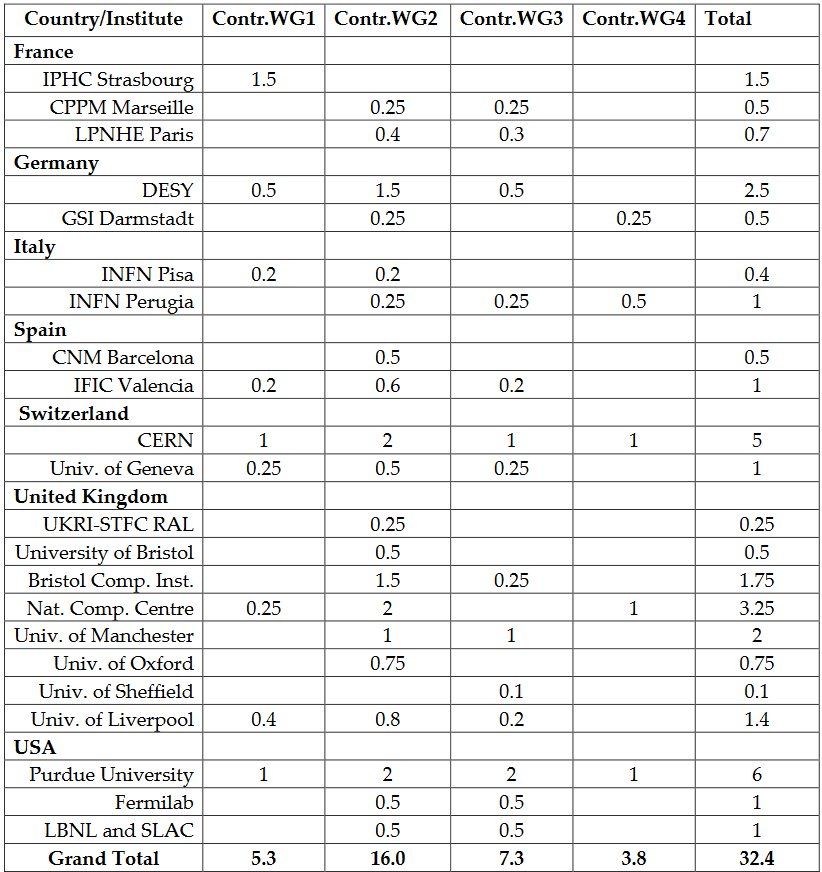 Country/Institute Contr.WG1 Contr.WG2 Contr.WG3 Contr.WG4 Total
France
IPHC Strasbourg 1.5 1.5
CPPM Marseille 0.25 0.25 0.5
LPNHE Paris 0.4 0.3 0.7
Germany
DESY 0.5 1.5 0.5 2.5
GSI Darmstadt 0.25 0.25 0.5
Italy
INFN Pisa 0.2 0.2 0.4
INFN Perugia 0.25 0.25 0.5 1
Spain
CNM Barcelona 0.5 0.5
IFIC Valencia 0.2 0.6 0.2 1
Switzerland
CERN 1 2 1 1 5
Univ. of Geneva 0.25 0.5 0.25 1
United Kingdom
UKRI-STFC RAL 0.25 0.25
University of Bristol 0.5 0.5
Bristol Comp. Inst. 1.5 0.25 1.75
Nat. Comp. Centre 0.25 2 1 3.25
Univ. of Manchester 1 1 2
Univ. of Oxford 0.75 0.75
Univ. of Sheffield 0.1 0.1
Univ. of Liverpool 0.4 0.8 0.2 1.4
USA
Purdue University 1 2 2 1 6
Fermilab 0.5 0.5 1
LBNL and SLAC 0.5 0.5 1
Grand Total 5.3 16.0 7.3 3.8 32.4